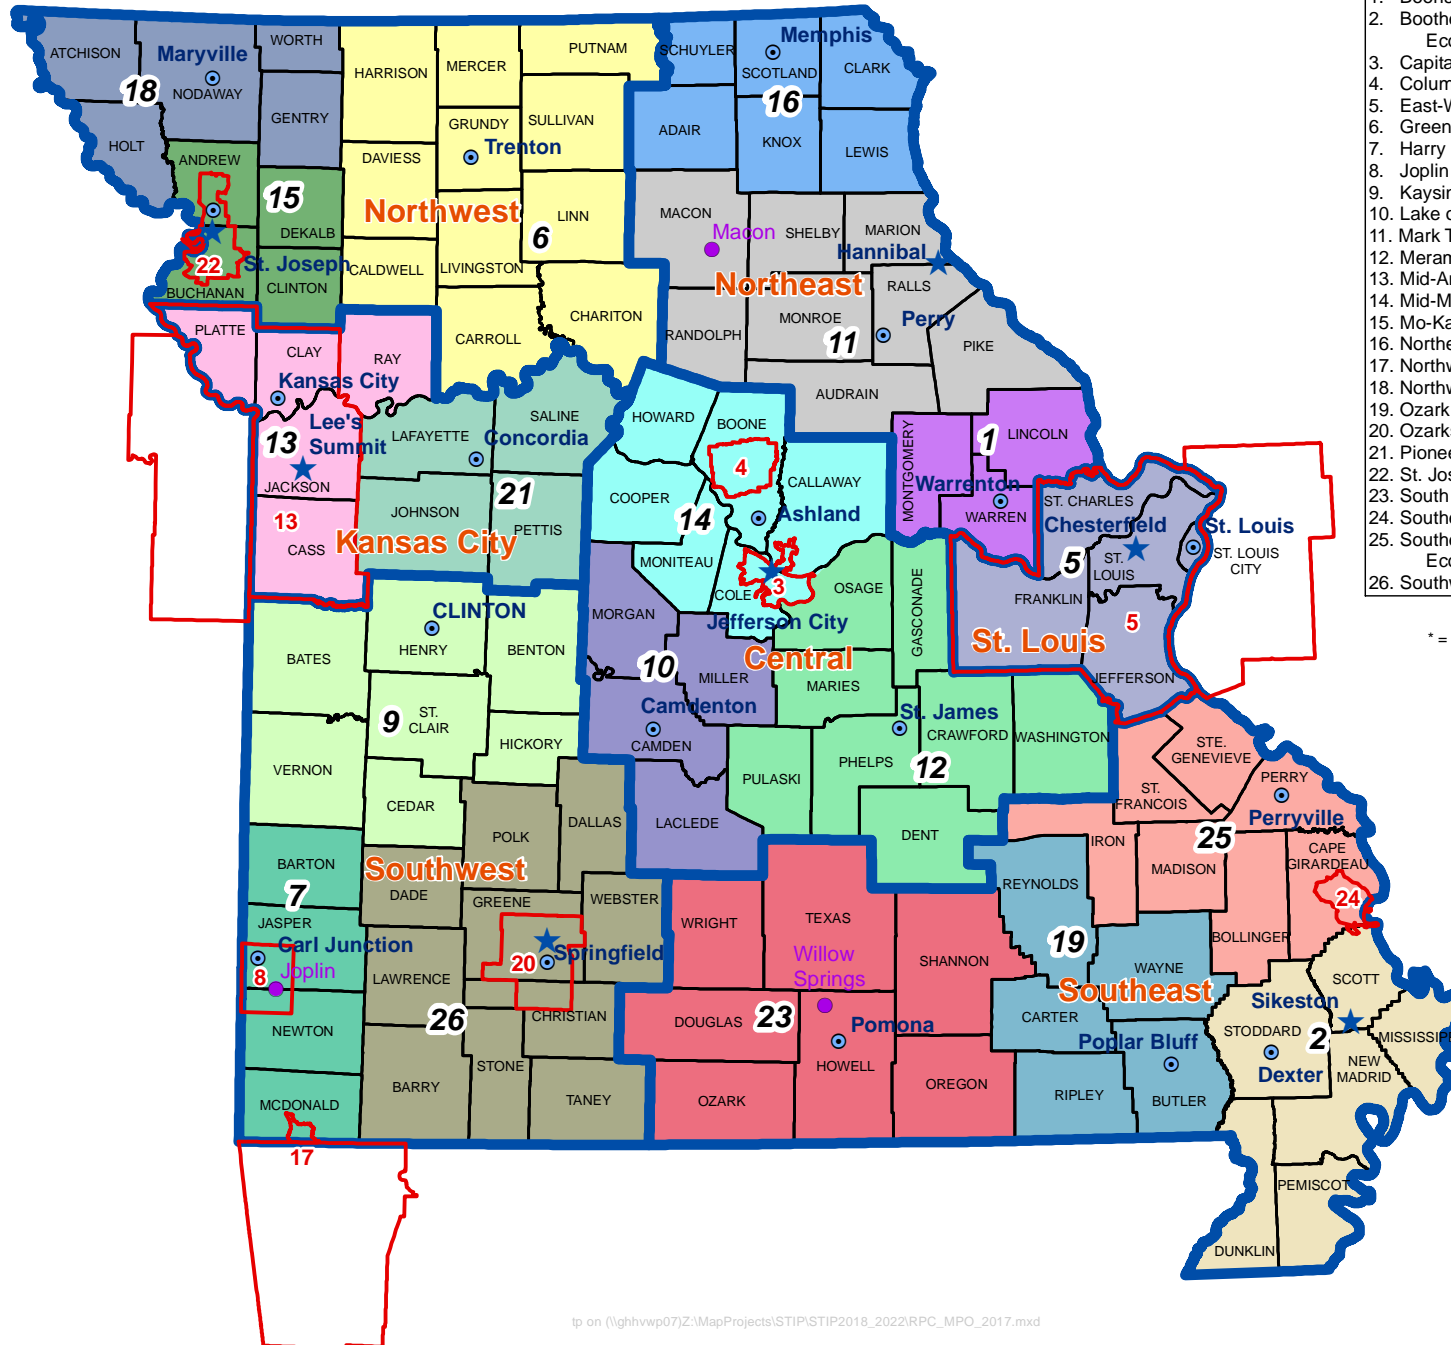 ATCHISON
Maryville
WORTH
18
NODAWAY
GENTRY
HOLT
HARRISON
MERCER
PUTNAM
SCHUYLER
Memphis
SCOTLAND
CLARK
16
ADAIR
KNOX
LEWIS
GRUNDY
SULLIVAN
Trenton
DAVIESS
ANDREW
15
DEKALB
Northwest
LINN
6
22
St. Joseph
CALDWELL
LIVINGSTON
BUCHANAN
CLINTON
CHARITON
CARROLL
MACON
Macon
SHELBY
MARION
Hannibal
Northeast
RALLS
MONROE
Perry
RANDOLPH
11
PIKE
AUDRAIN
PLATTE
CLAY
RAY
Kansas City
Lee's
Summit
13
JACKSON
13
CASS
LAFAYETTE
SALINE
Concordia
21
JOHNSON
PETTIS
Kansas City
HOWARD
BOONE
4
COOPER
CALLAWAY
14
Ashland
MONITEAU
COLE
3
OSAGE
Jefferson City
MONTGOMERY
1
LINCOLN
Warrenton
WARREN
ST. CHARLES
Chesterfield
St. Louis
ST. LOUIS
CITY
5
ST.
LOUIS
FRANKLIN
5
St. Louis
JEFFERSON
GASCONADE
MORGAN
10
MILLER
Central
MARIES
Camdenton
CAMDEN
St. James
CRAWFORD
WASHINGTON
PHELPS
12
PULASKI
DENT
LACLEDE
CLINTON
HENRY
BENTON
BATES
9
ST.
CLAIR
HICKORY
VERNON
CEDAR
POLK
DALLAS
BARTON
Southwest
DADE
7
GREENE
WEBSTER
JASPER
Carl Junction
8
Joplin
LAWRENCE
20
Springfield
NEWTON
26
CHRISTIAN
BARRY
STONE
TANEY
MCDONALD
17
WRIGHT
TEXAS
Willow
Springs
SHANNON
DOUGLAS
23
Pomona
HOWELL
OZARK
OREGON
STE.
GENEVIEVE
PERRY
ST.
FRANCOIS
Perryville
25
IRON
MADISON
CAPE
GIRARDEAU
24
REYNOLDS
BOLLINGER
19
WAYNE
Southeast
CARTER
Poplar Bluff
RIPLEY
BUTLER
SCOTT
Sikeston
STODDARD
2
Dexter
NEW
MADRID
PEMISCOT
DUNKLIN
2. Boothe
Eco
3. Capita
4. Colum
5. East-W
6. Green
7. Harry
8. Joplin
9. Kaysin
10. Lake o
11. Mark T
12. Meram
13. Mid-Am
14. Mid-M
15. Mo-Ka
16. Northe
17. Northw
18. Northw
19. Ozark
20. Ozark
21. Pionee
22. St. Jos
23. South
24. Southe
25. Southe
Eco
26. Southw
* =
tp on (\\ghhvwp07)Z:\MapProjects\STIP\STIP2018_2022\RPC_MPO_2017.mxd